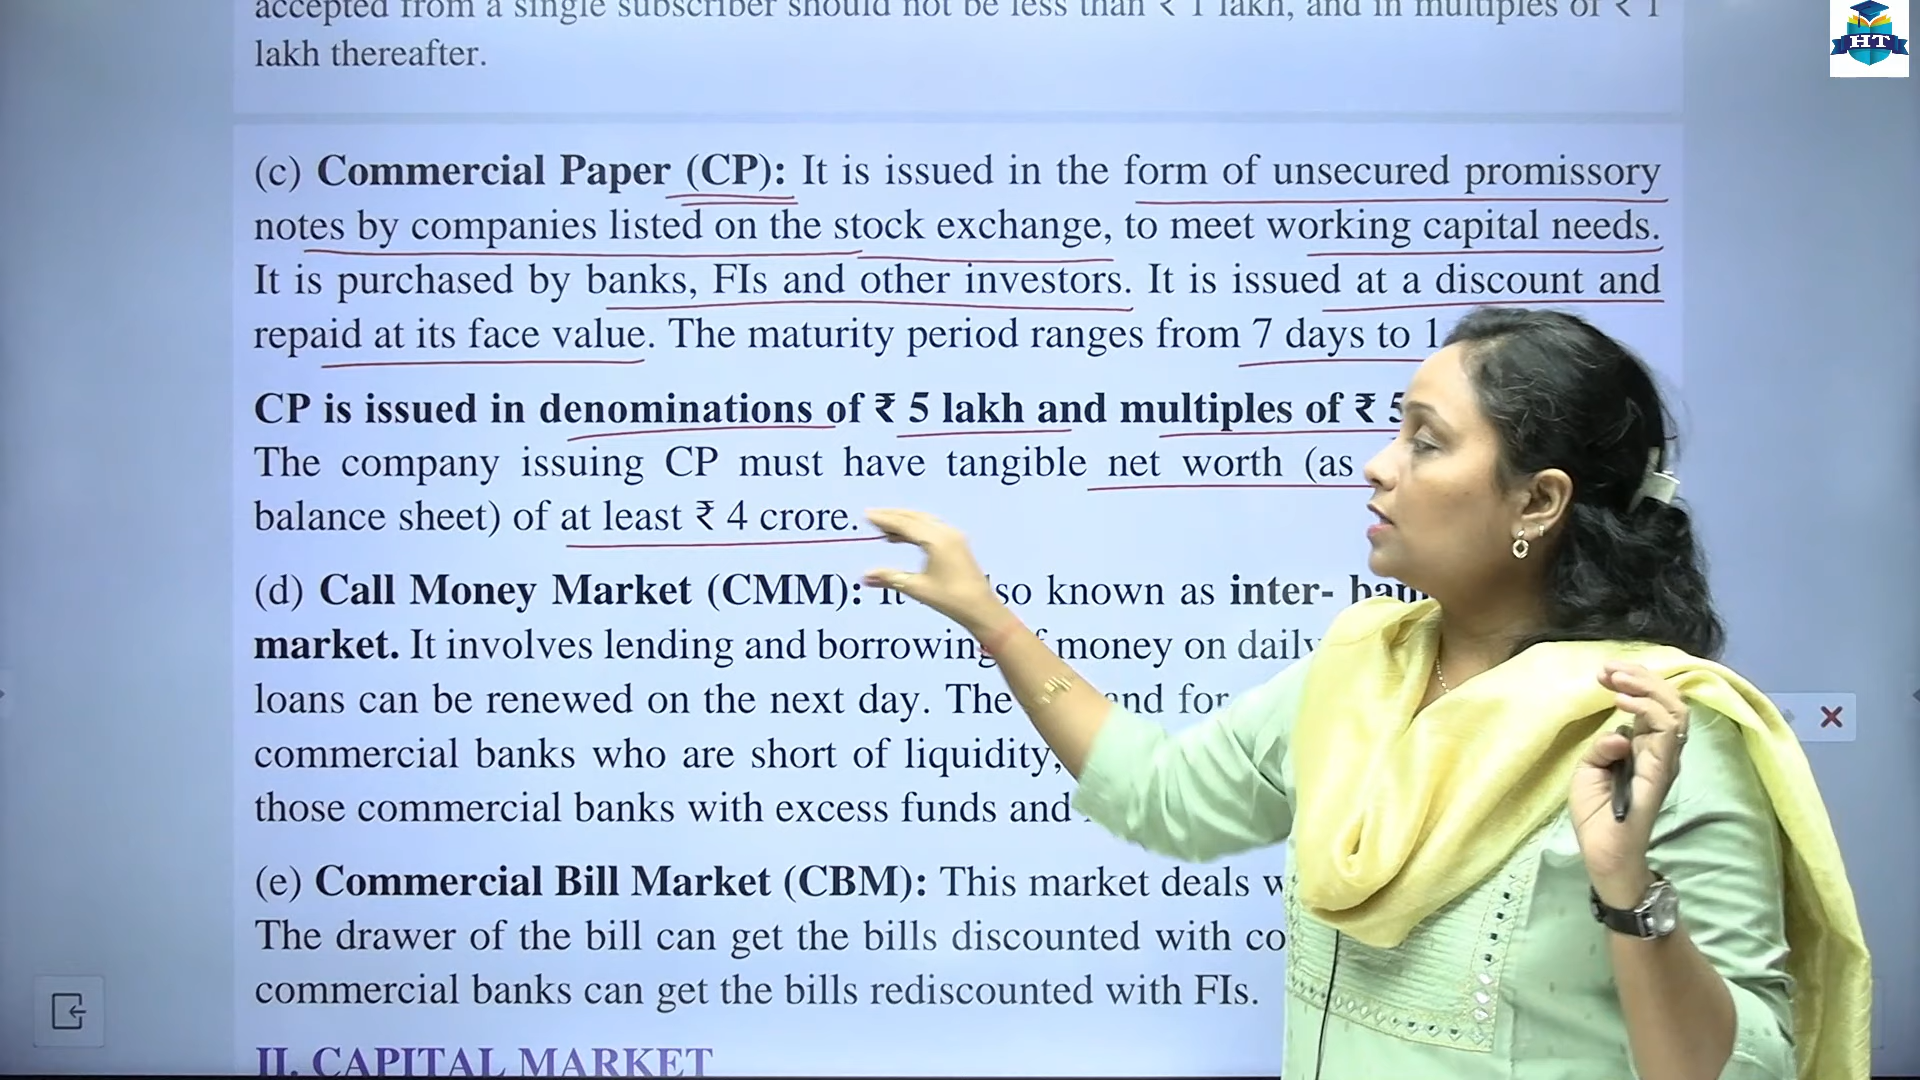 accepted from a single subscriber should not be less than ₹ 1 lakh, and in multiples of ₹ 1
lakh thereafter.
HT
(c) Commercial Paper (CP): It is issued in the form of unsecured promissory
notes by companies listed on the stock exchange, to meet working capital needs.
It is purchased by banks, FIs and other investors. It is issued at a discount and
repaid at its face value. The maturity period ranges from 7 days to 1
CP is issued in denominations of ₹ 5 lakh and multiples of ₹ 5
The company issuing CP must have tangible net worth (as
balance sheet) of at least ₹ 4 crore.
(d) Call Money Market (CMM): so known as inter-
market. It involves lending and borrowing money on daily
loans can be renewed on the next day. The for
commercial banks who are short of liquidity,
those commercial banks with excess funds and
(e) Commercial Bill Market (CBM): This market deals
The drawer of the bill can get the bills discounted with
commercial banks can get the bills rediscounted with FIs.
II. CAPITAL MARKET